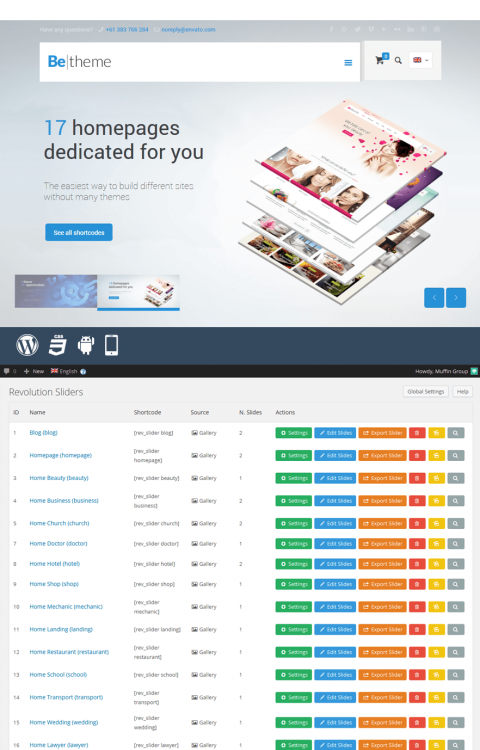 Have any questions? +61 383 766 284 noreply@envato.com
Be|theme
17 homepages
dedicated for you
The easiest way to build different sites
without many themes
See all shortcodes
0 New English Howdy, Muffin Group
Revolution Sliders Global Settings Help
ID Name Shortcode Source N. Slides Actions
1 Blog (blog) [rev_slider blog] Gallery 2 Settings Edit Slides Export Slider
2 Homepage (homepage) [rev_slider homepage] Gallery 2 Settings Edit Slides Export Slider
3 Home Beauty (beauty) [rev_slider beauty] Gallery 1 Settings Edit Slides Export Slider
4 Home Business (business) [rev_slider business] Gallery 2 Settings Edit Slides Export Slider
5 Home Church (church) [rev_slider church] Gallery 2 Settings Edit Slides Export Slider
7 Home Doctor (doctor) [rev_slider doctor] Gallery 1 Settings Edit Slides Export Slider
8 Home Hotel (hotel) [rev_slider hotel] Gallery 2 Settings Edit Slides Export Slider
9 Home Shop (shop) [rev_slider shop] Gallery 1 Settings Edit Slides Export Slider
10 Home Mechanic (mechanic) [rev_slider mechanic] Gallery 1 Settings Edit Slides Export Slider
11 Home Landing (landing) [rev_slider landing] Gallery 1 Settings Edit Slides Export Slider
12 Home Restaurant (restaurant) [rev_slider restaurant] Gallery 1 Settings Edit Slides Export Slider
13 Home School (school) [rev_slider school] Gallery 1 Settings Edit Slides Export Slider
14 Home Transport (transport) [rev_slider transport] Gallery 1 Settings Edit Slides Export Slider
15 Home Wedding (wedding) [rev_slider wedding] Gallery 1 Settings Edit Slides Export Slider
16 Home Lawyer (lawyer) [rev_slider lawyer] Gallery 1 Settings Edit Slides Export Slider